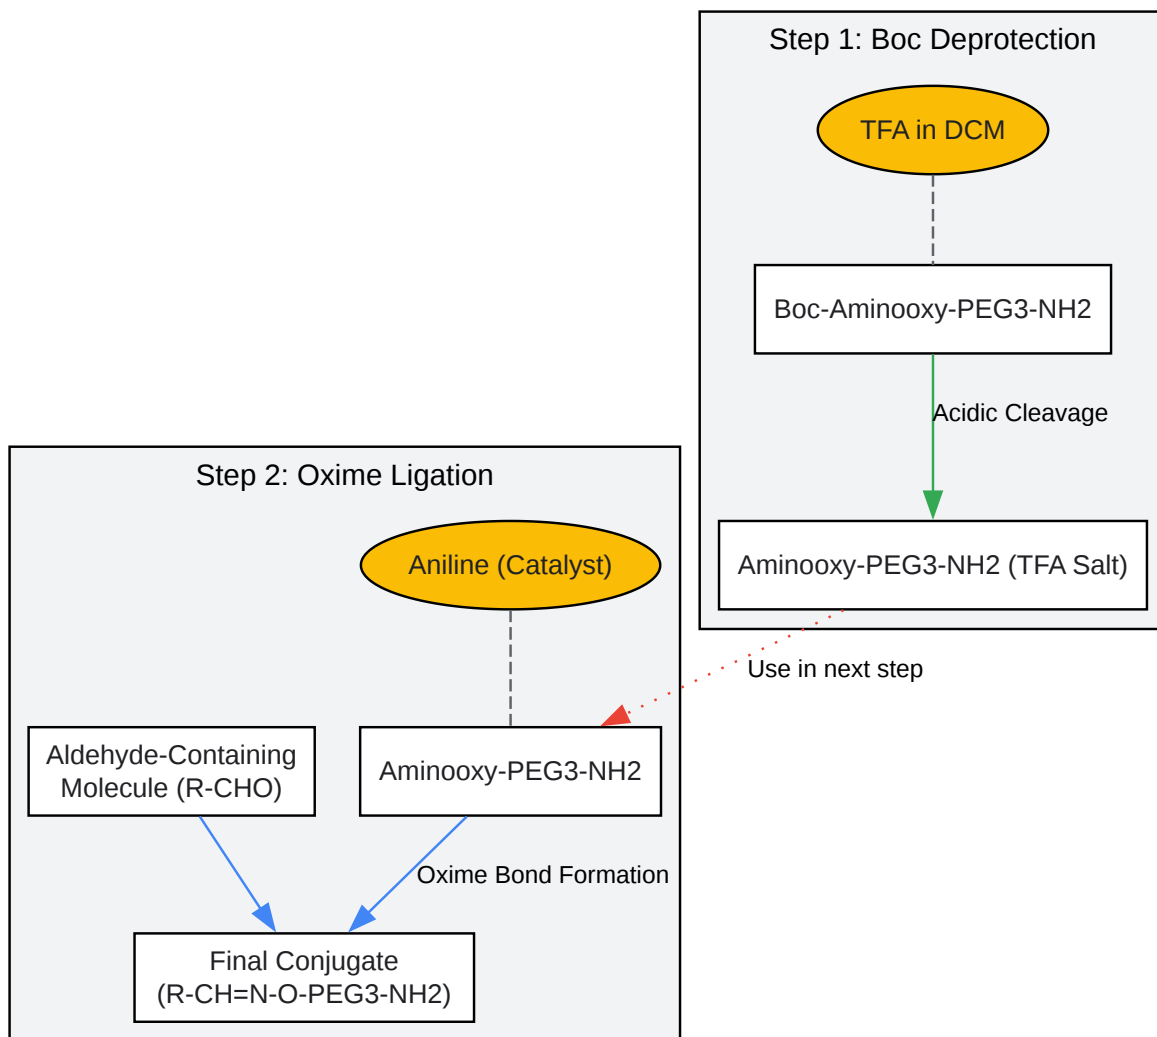 Step 1: Boc Deprotection
TFA in DCM
Boc-Aminooxy-PEG3-NH2
Acidic Cleavage
Aminooxy-PEG3-NH2 (TFA Salt)
Use in next step
Step 2: Oxime Ligation
Aniline (Catalyst)
Aldehyde-Containing
Molecule (R-CHO)
Aminooxy-PEG3-NH2
Oxime Bond Formation
Final Conjugate
(R-CH=N-O-PEG3-NH2)